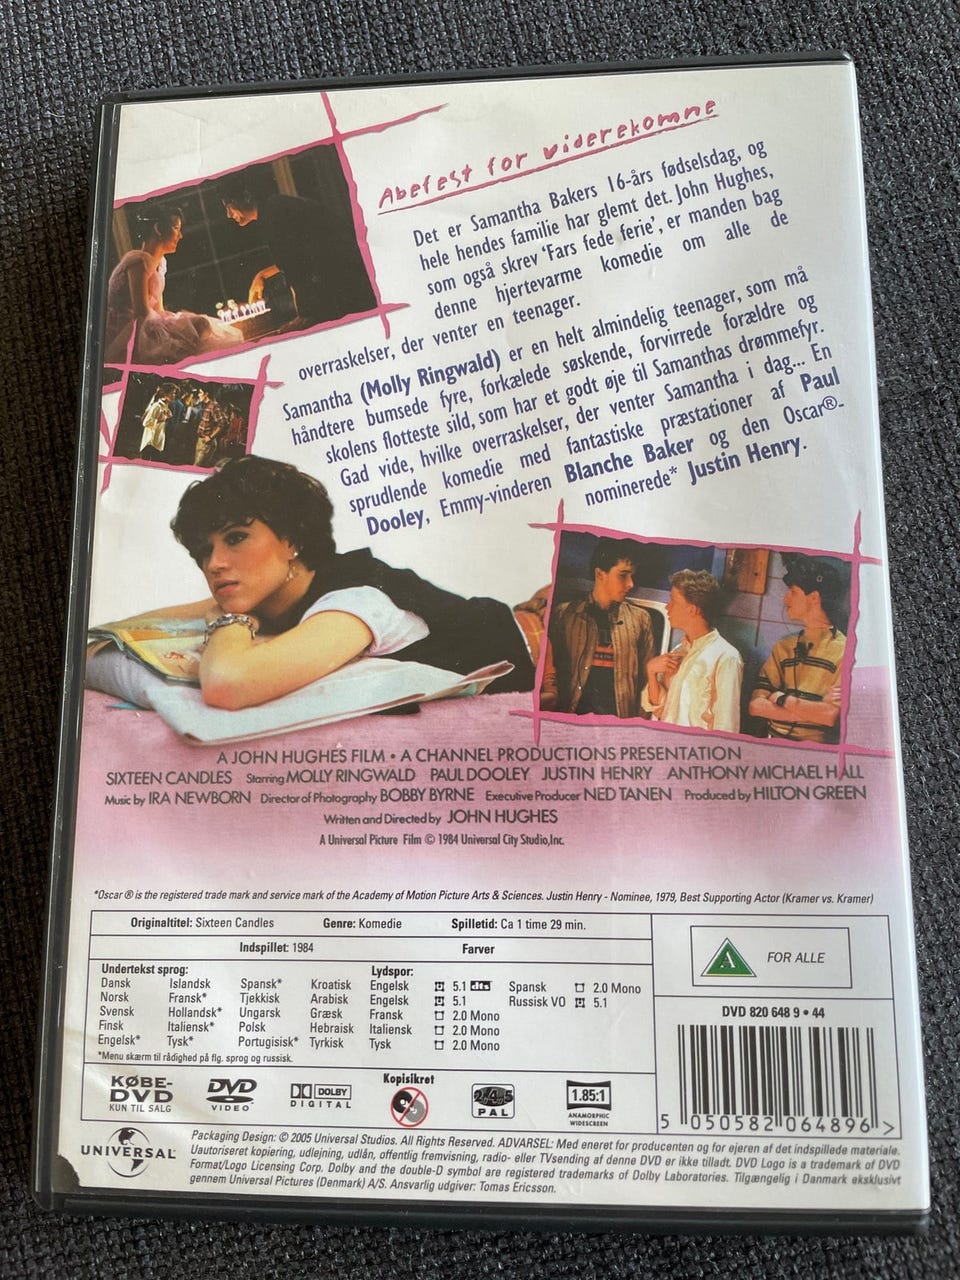 Abefest for viderekomne
Det er Samantha Bakers 16-års fødselsdag, og
hele hendes familie har glemt det. John Hughes,
som også skrev 'Fars fede ferie', er manden bag
denne hjertevarme komedie om alle de
overraskelser, der venter en teenager.
Samantha (Molly Ringwald) er en helt almindelig teenager, som må
håndtere bumsede fyre, forkælede søskende, forvirrede forældre og
skolens flotteste sild, som har et godt øje til Samanthas drømmefyr.
Gad vide, hvilke overraskelser, der venter Samantha i dag... En
sprudlende komedie med fantastiske præstationer af Paul
Dooley, Emmy-vinderen Blanche Baker og den Oscar®-
nominerede* Justin Henry.
A JOHN HUGHES FILM • A CHANNEL PRODUCTIONS PRESENTATION
SIXTEEN CANDLES Starring MOLLY RINGWALD PAUL DOOLEY JUSTIN HENRY ANTHONY MICHAEL HALL
Music by IRA NEWBORN Director of Photography BOBBY BYRNE Executive Producer NED TANEN Produced by HILTON GREEN
Written and Directed by JOHN HUGHES
A Universal Picture Film © 1984 Universal City Studio,Inc.
*Oscar ® is the registered trade mark and service mark of the Academy of Motion Picture Arts & Sciences. Justin Henry - Nominee, 1979, Best Supporting Actor (Kramer vs. Kramer)
Originaltitel: Sixteen Candles Genre: Komedie Spilletid: Ca 1 time 29 min.
Indspillet: 1984 Farver
Undertekst sprog: Lydspor:
Dansk Islandsk Spansk* Kroatisk Engelsk 5.1 dts Spansk 2.0 Mono
Norsk Fransk* Tjekkisk Arabisk Engelsk 5.1 Russisk VO 5.1
Svensk Hollandsk* Ungarsk Græsk Fransk 2.0 Mono
Finsk Italiensk* Polsk Hebraisk Italiensk 2.0 Mono
Engelsk* Tysk* Portugisisk* Tyrkisk Tysk 2.0 Mono
*Menu skærm til rådighed på flg. sprog og russisk.
A FOR ALLE
DVD 820 648 9 • 44
5 050582 064896 >
KØBE-
DVD
KUN TIL SALG
DVD
VIDEO
DOLBY
DIGITAL
Kopisikret
2,4,5
PAL
1.85:1
ANAMORPHIC
WIDESCREEN
UNIVERSAL
Packaging Design: © 2005 Universal Studios. All Rights Reserved. ADVARSEL: Med eneret for producenten og for ejeren af det indspillede materiale.
Uautoriseret kopiering, udlejning, udlån, offentlig fremvisning, radio- eller TVsending af denne DVD er ikke tilladt. DVD Logo is a trademark of DVD
Format/Logo Licensing Corp. Dolby and the double-D symbol are registered trademarks of Dolby Laboratories. Tilgængelig i Danmark eksklusivt
gennem Universal Pictures (Denmark) A/S. Ansvarlig udgiver: Tomas Ericsson.